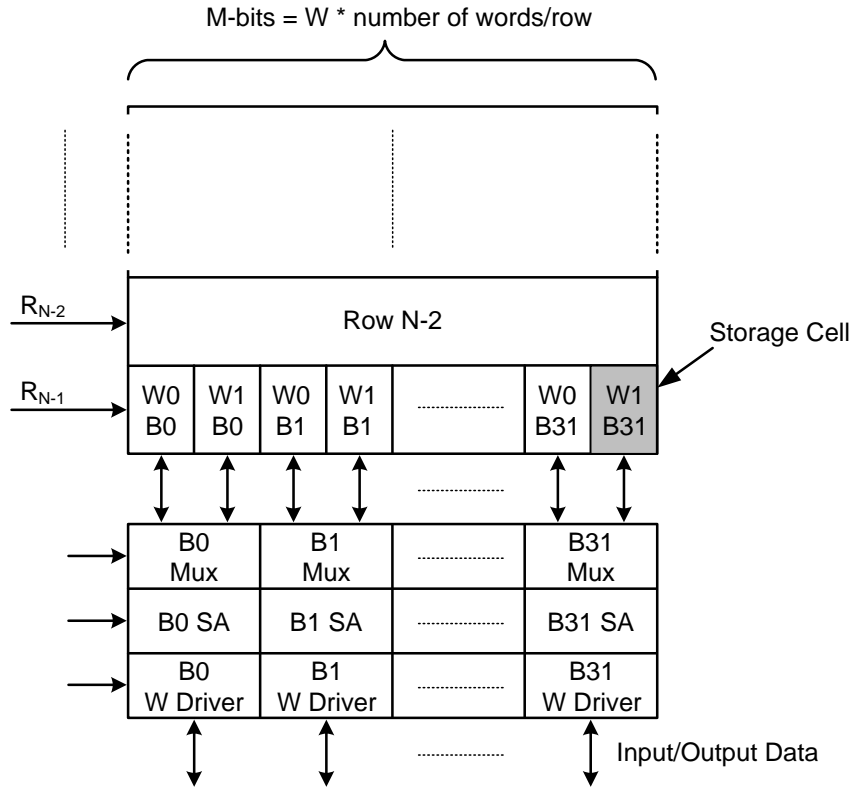 M-bits = W * number of words/row
R_{N-2}
Row N-2
Storage Cell
R_{N-1}
W0 W1 W0 W1 W0 W1
B0 B0 B1 B1 B31 B31
B0 B1 B31
Mux Mux Mux
B0 SA B1 SA B31 SA
B0 B1 B31
W Driver W Driver W Driver
Input/Output Data